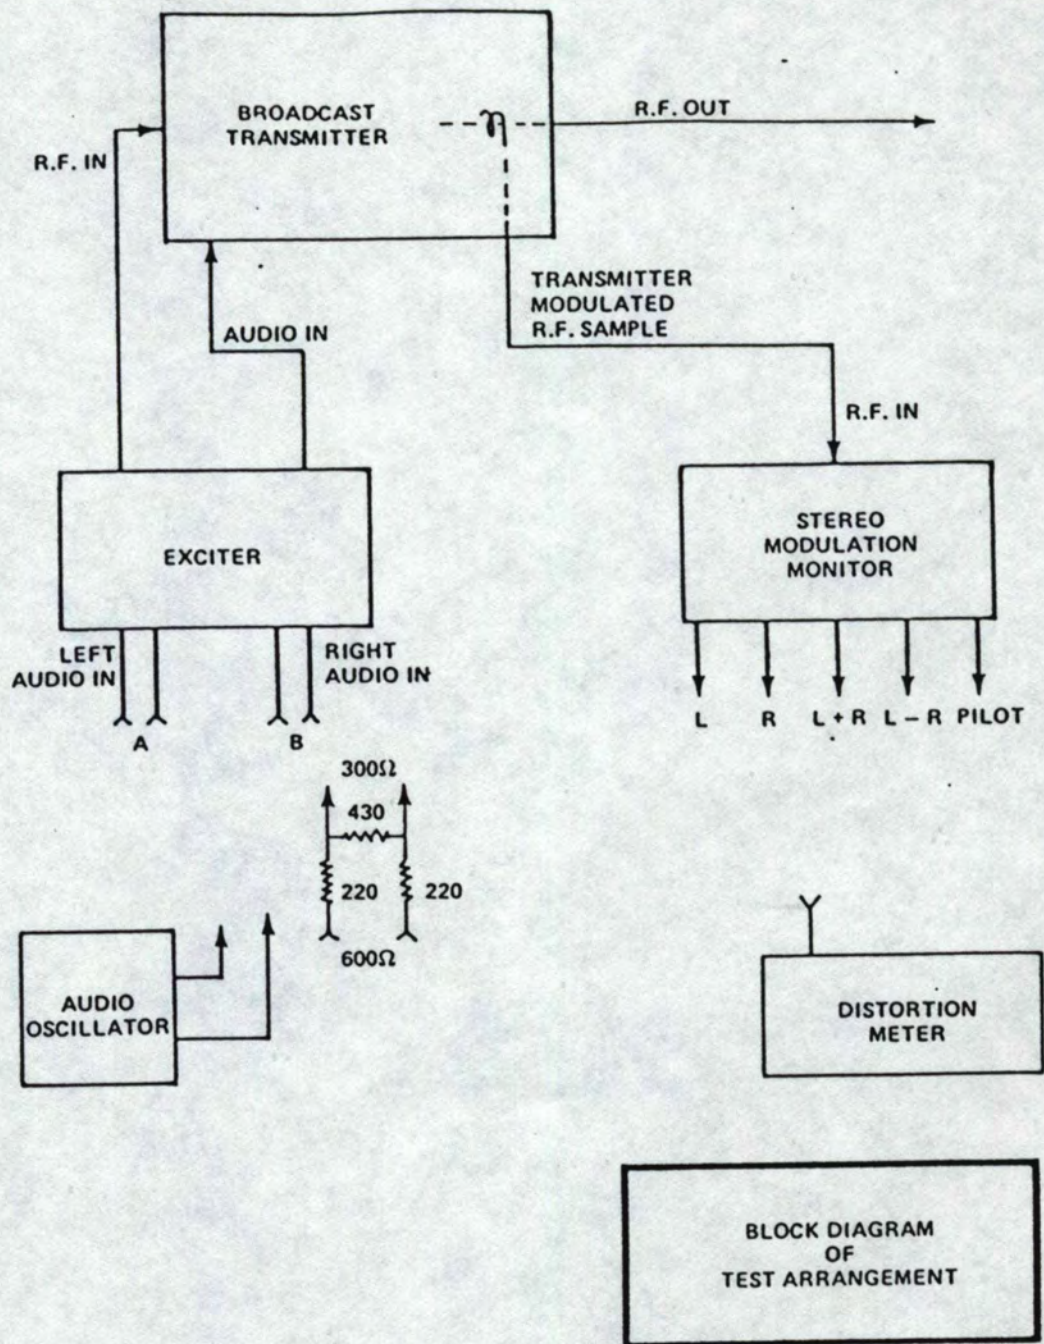 BROADCAST
TRANSMITTER
R.F. OUT
R.F. IN
TRANSMITTER
MODULATED
R.F. SAMPLE
AUDIO IN
R.F. IN
EXCITER
STEREO
MODULATION
MONITOR
LEFT
AUDIO IN
RIGHT
AUDIO IN
A
B
L
R
L + R
L – R
PILOT
300Ω
430
220
220
600Ω
AUDIO
OSCILLATOR
DISTORTION
METER
BLOCK DIAGRAM
OF
TEST ARRANGEMENT